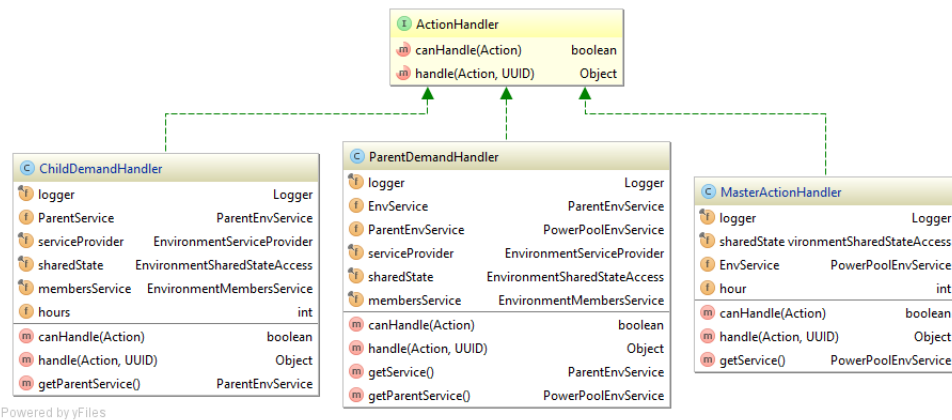 ActionHandler
canHandle(Action) boolean
handle(Action, UUID) Object
ChildDemandHandler
logger Logger
ParentService ParentEnvService
serviceProvider EnvironmentServiceProvider
sharedState EnvironmentSharedStateAccess
membersService EnvironmentMembersService
hours int
canHandle(Action) boolean
handle(Action, UUID) Object
getParentService() ParentEnvService
ParentDemandHandler
logger Logger
EnvService ParentEnvService
ParentEnvService PowerPoolEnvService
serviceProvider EnvironmentServiceProvider
sharedState EnvironmentSharedStateAccess
membersService EnvironmentMembersService
canHandle(Action) boolean
handle(Action, UUID) Object
getService() ParentEnvService
getParentService() PowerPoolEnvService
MasterActionHandler
logger Logger
sharedState vironmentSharedStateAccess
EnvService PowerPoolEnvService
hour int
canHandle(Action) boolean
handle(Action, UUID) Object
getService() PowerPoolEnvService
Powered by yFiles